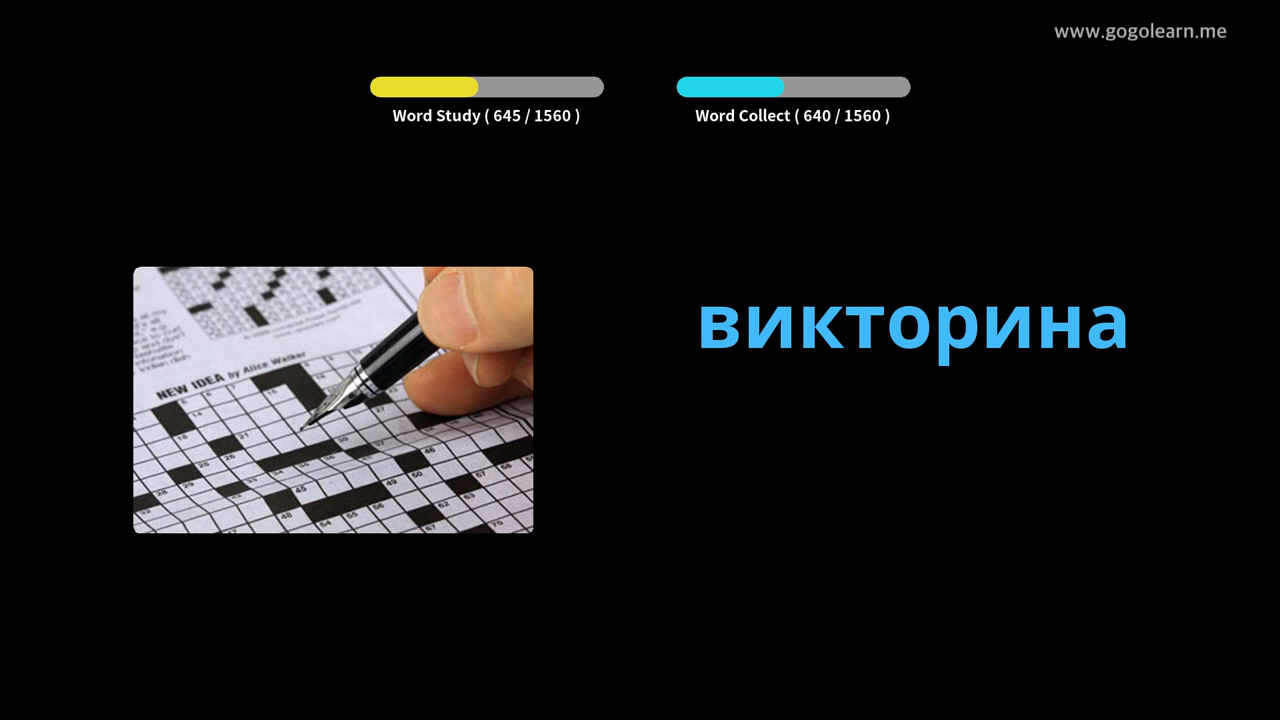 www.gogolearn.me
Word Study ( 645 / 1560 )
Word Collect ( 640 / 1560 )
викторина
NEW IDEA by Alice Walker